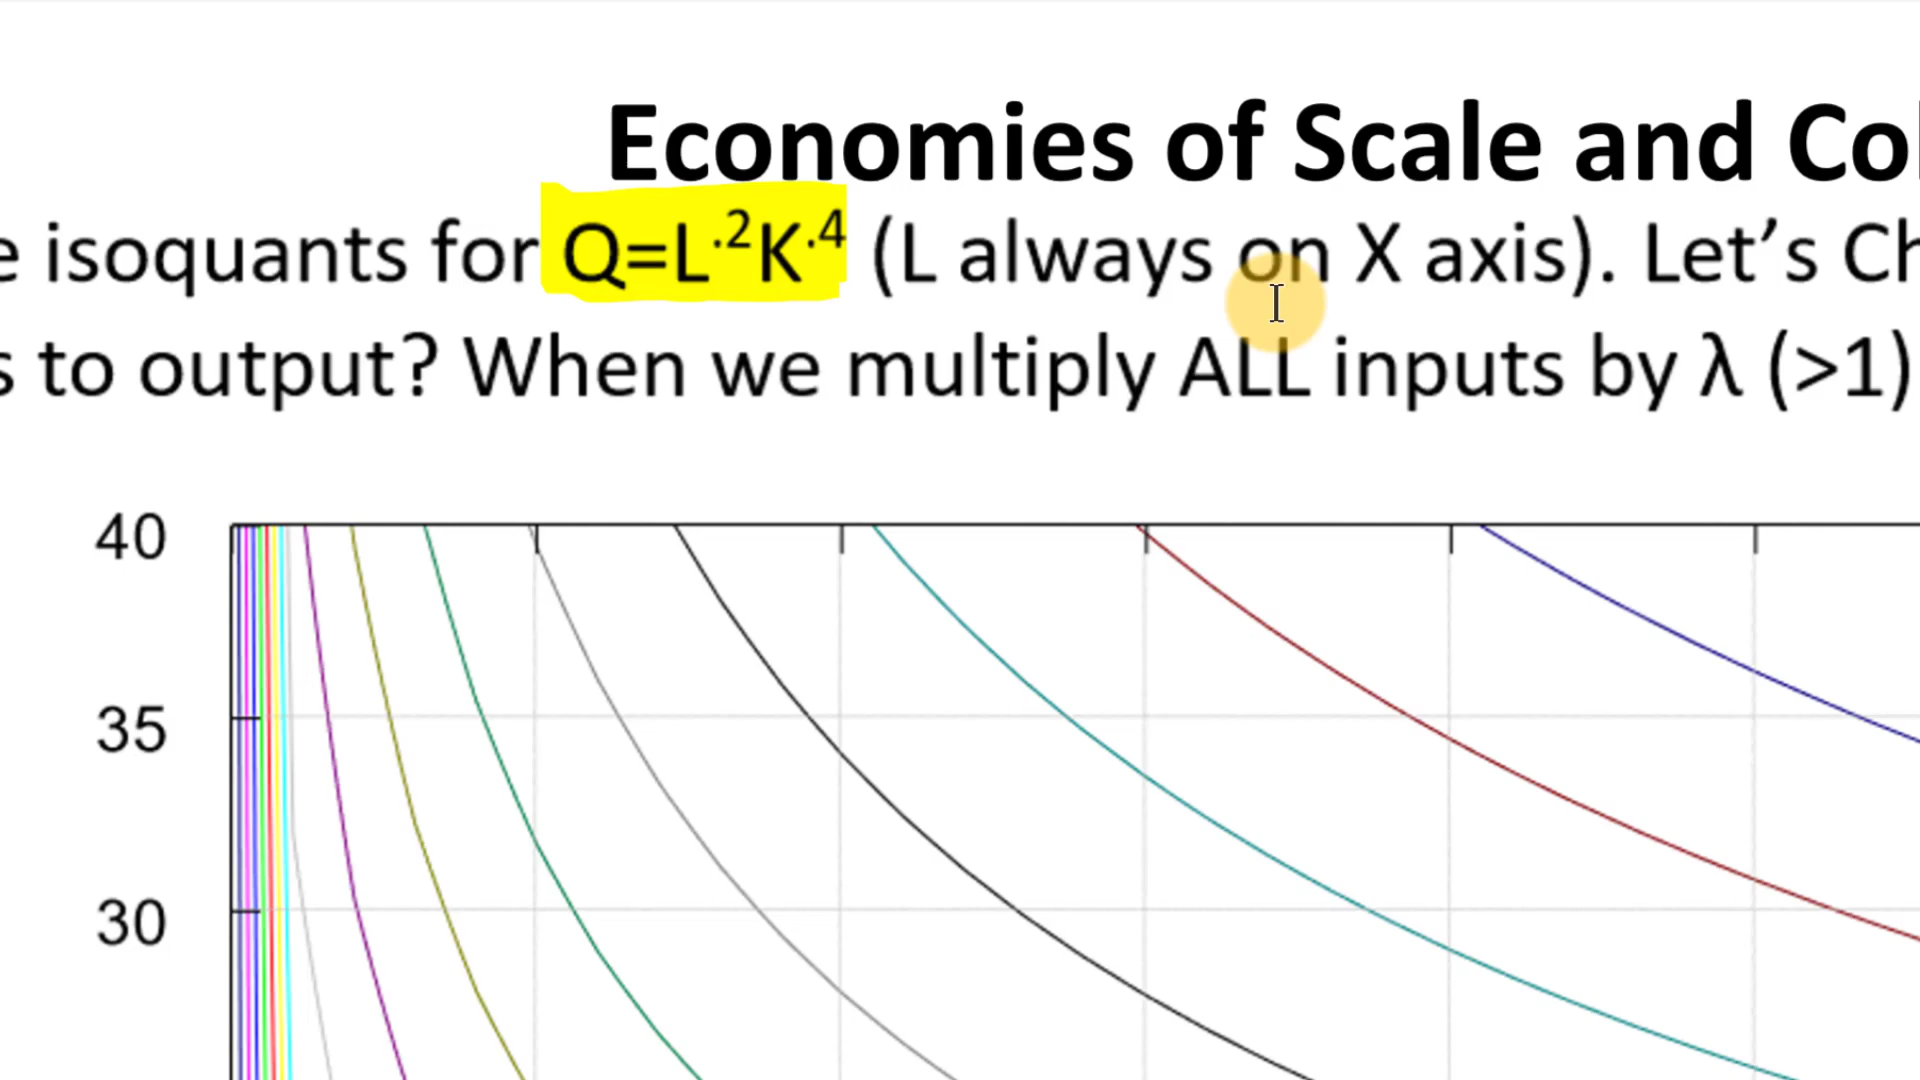 Economies of Scale and Co
e isoquants for Q=L^.2K^.4 (L always on X axis). Let’s Ch
s to output? When we multiply ALL inputs by λ (>1)
40
35
30